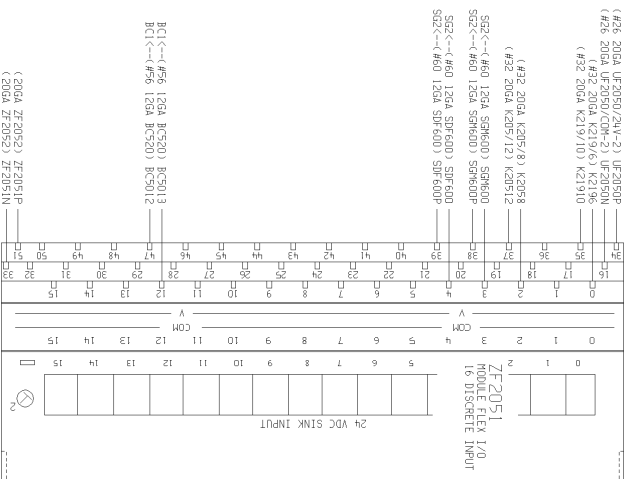 (#26 20GA UF2050/24V-2) UF2050P
(#26 20GA UF2050/COM-2) UF2050N
(#32 20GA K219/6) K2196
(#32 20GA K219/10) K21910
(#32 20GA K205/8) K2058
(#32 20GA K205/12) K20512
SG2<--(#60 12GA SGM600) SGM600
SG2<--(#60 12GA SGM600) SGM600P
SG2<--(#60 12GA SDF600) SDF600
SG2<--(#60 12GA SDF600) SDF600P
BC1<--(#56 12GA BC520) BC5013
BC1<--(#56 12GA BC520) BC5012
(20GA ZF2052) ZF2051P
(20GA ZF2052) ZF2051N
34 35 36 37 38 39 40 41 42 43 44 45 46 47 48 49 50 51
16 17 18 19 20 21 22 23 24 25 26 27 28 29 30 31 32 33
0 1 2 3 4 5 6 7 8 9 10 11 12 13 14 15
V
COM COM
0 1 2 3 4 5 6 7 8 9 10 11 12 13 14 15
0 1 2 5 6 7 8 9 10 11 12 13 14 15
ZF2051
MODULE FLEX I/O
16 DISCRETE INPUT
24 VDC SINK INPUT
2